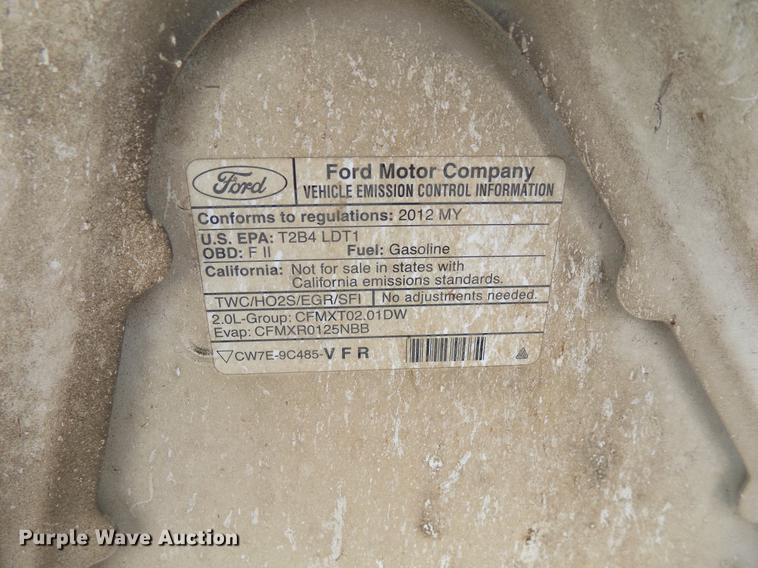 Ford
Ford Motor Company
VEHICLE EMISSION CONTROL INFORMATION
Conforms to regulations: 2012 MY
U.S. EPA: T2B4 LDT1
OBD: F II Fuel: Gasoline
California: Not for sale in states with
California emissions standards.
TWC/HO2S/EGR/SFI No adjustments needed.
2.0L-Group: CFMXT02.01DW
Evap: CFMXR0125NBB
CW7E-9C485-VFR
Purple Wave Auction